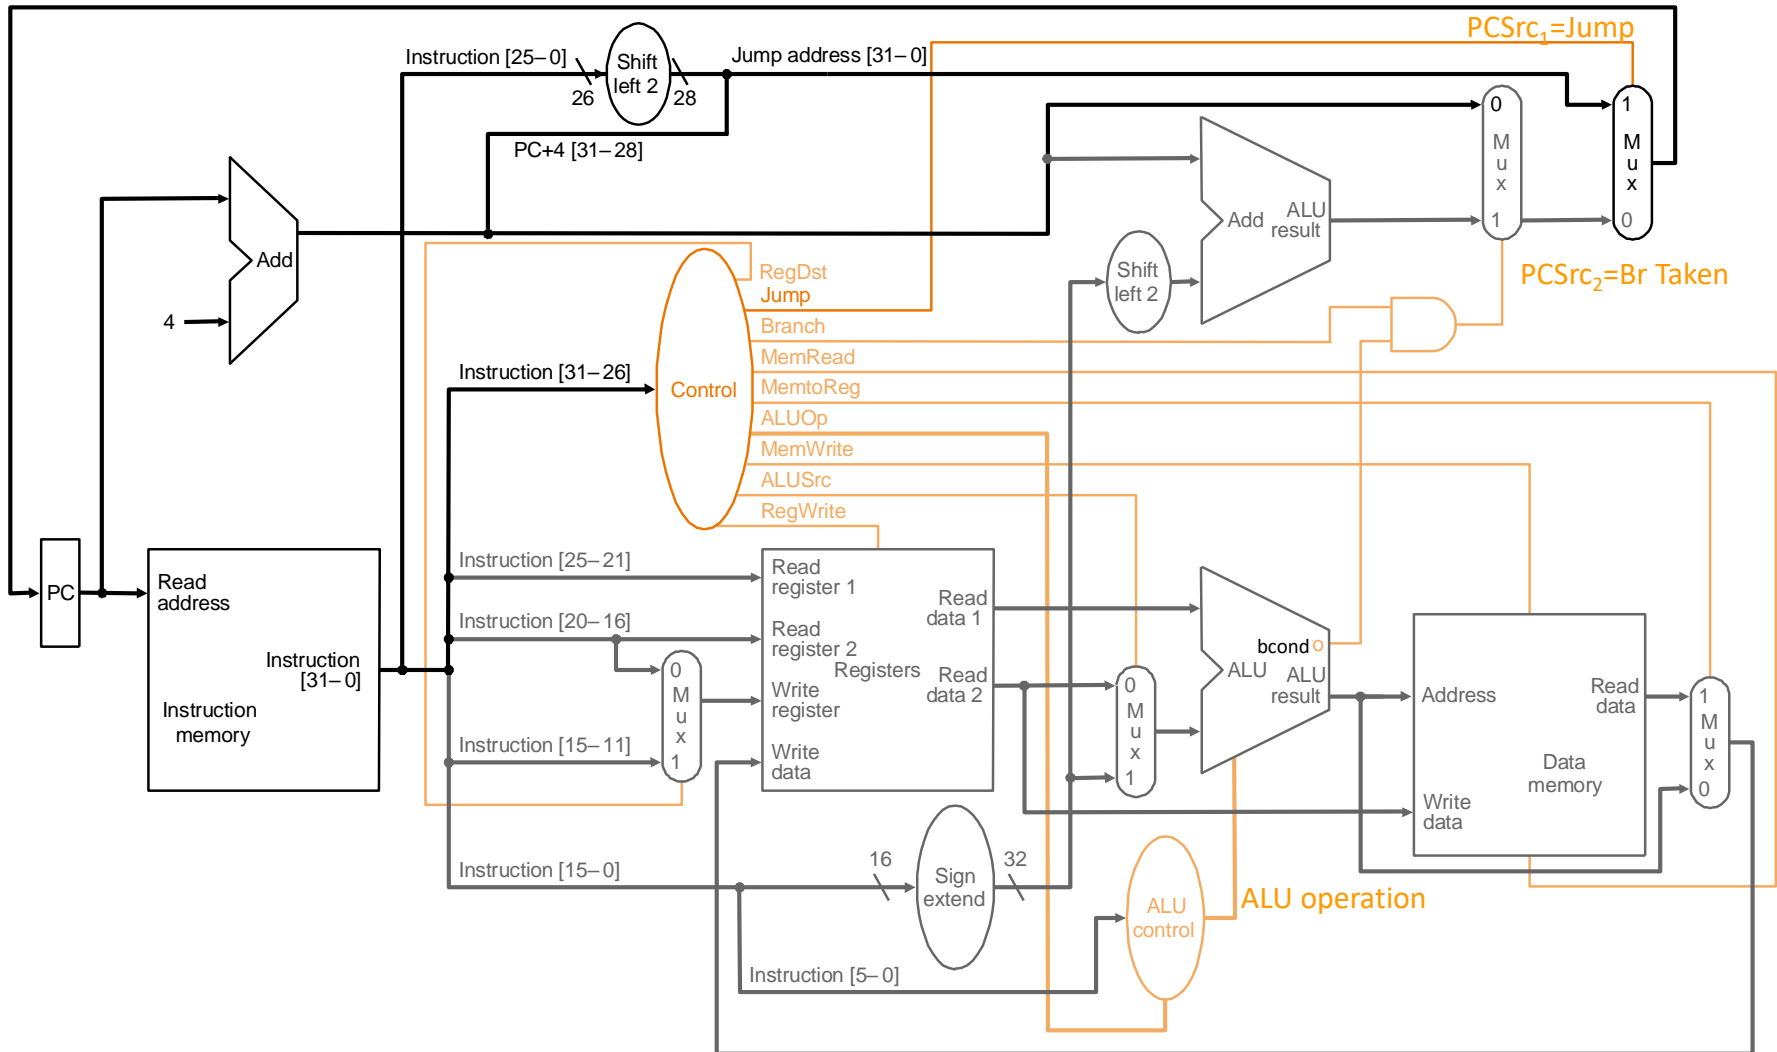 PCSrc1=Jump
Instruction [25–0]
Shift
left 2
Jump address [31–0]
26
28
0
M
u
x
1
1
M
u
x
0
PC+4 [31–28]
Add
4
Add
ALU
result
Shift
left 2
PCSrc2=Br Taken
RegDst
Jump
Branch
MemRead
MemtoReg
ALUOp
MemWrite
ALUSrc
RegWrite
Control
Instruction [31–26]
PC
Read
address
Instruction
[31–0]
Instruction
memory
Instruction [25–21]
Instruction [20–16]
Instruction [15–11]
Instruction [15–0]
0
M
u
x
1
Read
register 1
Read
register 2
Registers
Write
register
Write
data
Read
data 1
Read
data 2
0
M
u
x
1
bcond
ALU
ALU
result
Address
Read
data
Data
memory
Write
data
1
M
u
x
0
16
Sign
extend
32
ALU
control
ALU operation
Instruction [5–0]